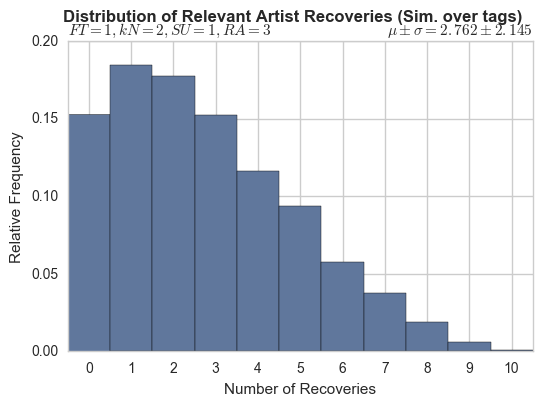 Distribution of Relevant Artist Recoveries (Sim. over tags)
FT = 1, kN = 2, SU = 1, RA = 3 μ ± σ = 2.762 ± 2.145
0.20
0.15
0.10
0.05
0.00
Relative Frequency
0 1 2 3 4 5 6 7 8 9 10
Number of Recoveries